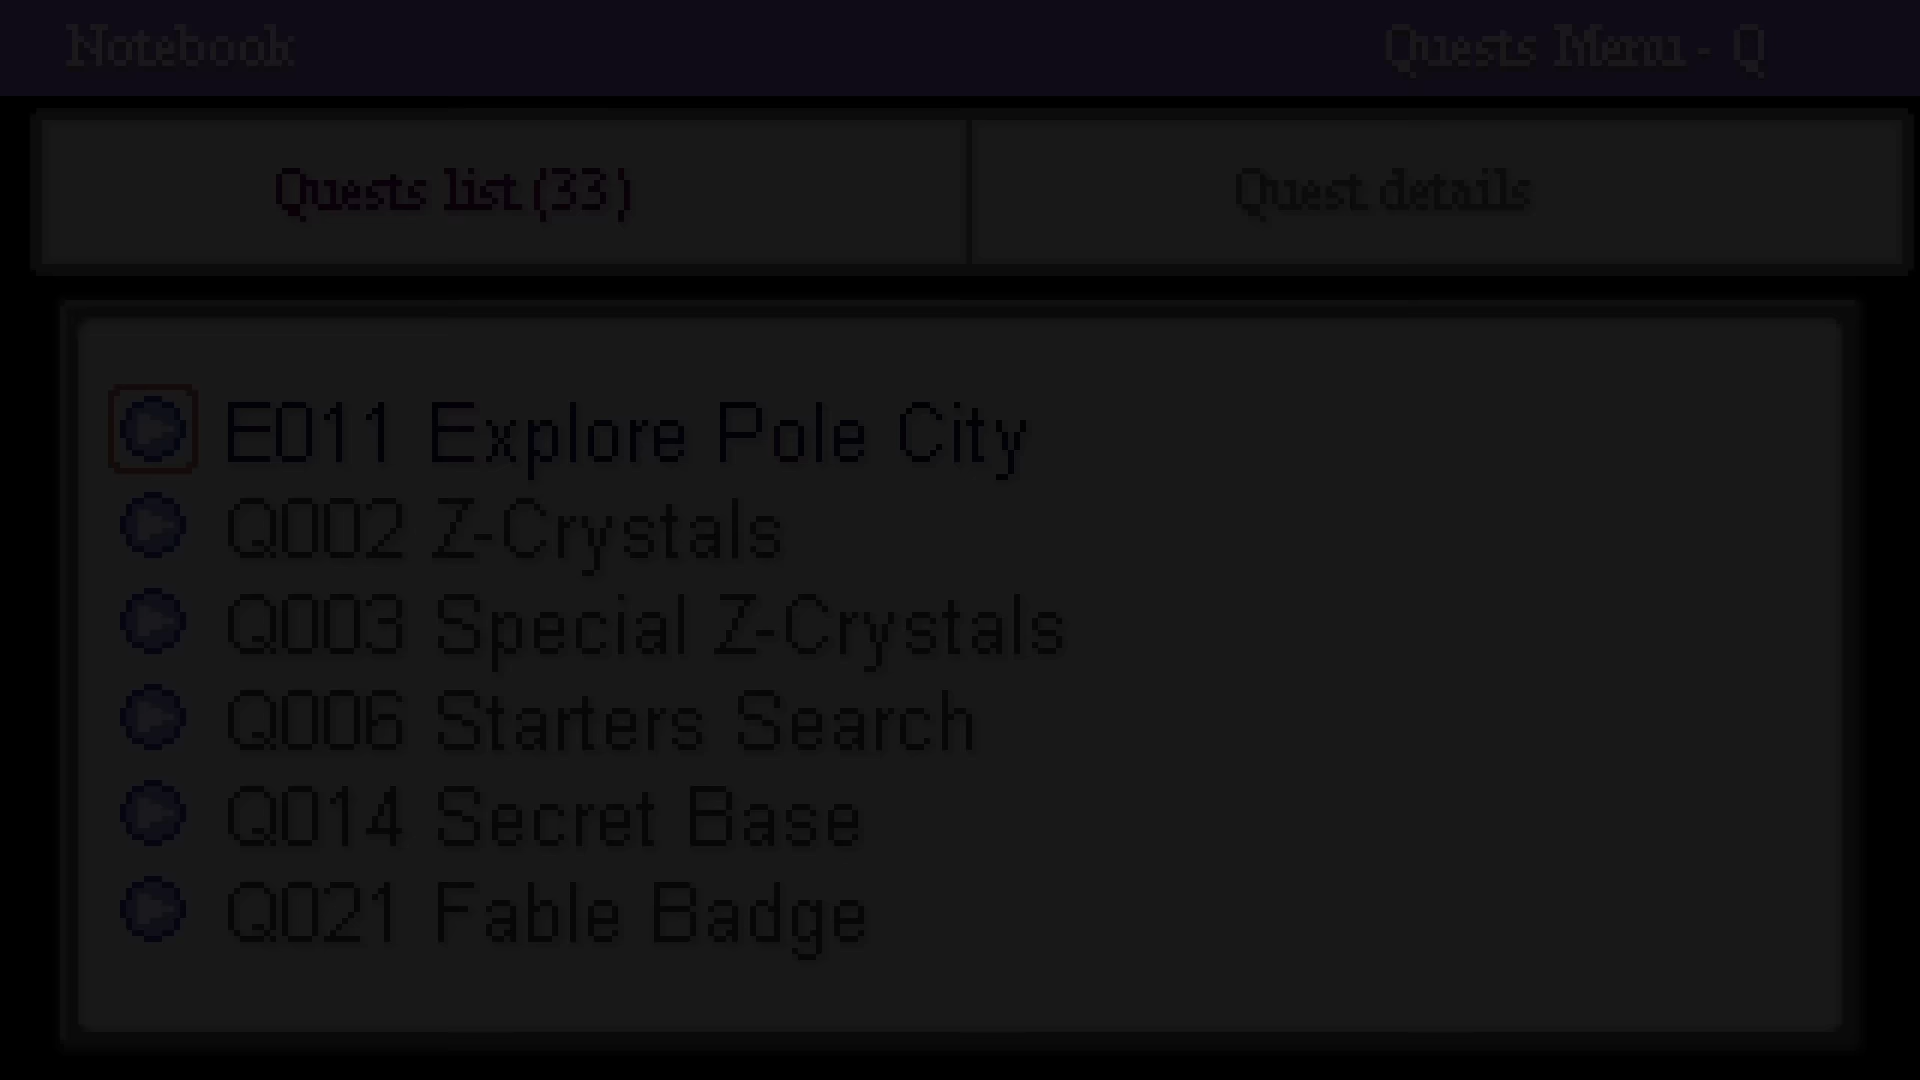 Notebook
Quests Menu - Q
Quests list (33)
Quest details
E011 Explore Pole City
Q002 Z-Crystals
Q003 Special Z-Crystals
Q006 Starters Search
Q014 Secret Base
Q021 Fable Badge